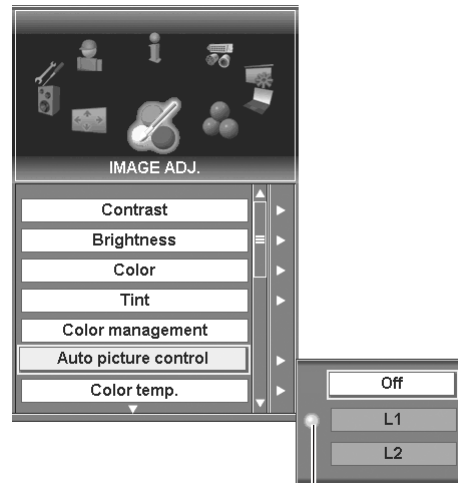 IMAGE ADJ.
Contrast
Brightness
Color
Tint
Color management
Auto picture control
Color temp.
Off
L1
L2